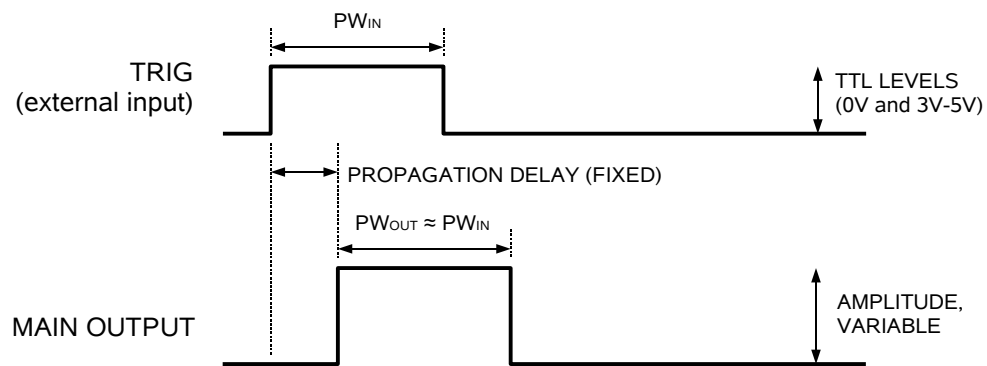 PWIN
TRIG
(external input)
TTL LEVELS
(0V and 3V-5V)
PROPAGATION DELAY (FIXED)
PWOUT ≈ PWIN
MAIN OUTPUT
AMPLITUDE,
VARIABLE